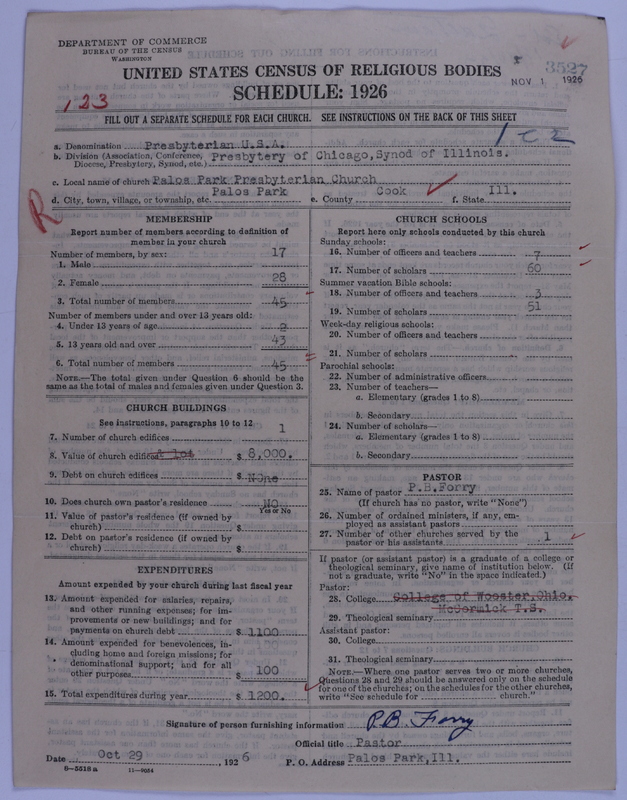 DEPARTMENT OF COMMERCE
BUREAU OF THE CENSUS
WASHINGTON
UNITED STATES CENSUS OF RELIGIOUS BODIES
SCHEDULE: 1926
3527
NOV 1 1926
123
FILL OUT A SEPARATE SCHEDULE FOR EACH CHURCH. SEE INSTRUCTIONS ON THE BACK OF THIS SHEET
a. Denomination Presbyterian U.S.A.
b. Division (Association, Conference, Diocese, Presbytery, Synod, etc.) Presbytery of Chicago, Synod of Illinois.
c. Local name of church Palos Park Presbyterian Church
d. City, town, village, or township, etc. Palos Park e. County Cook f. State Ill.
R
MEMBERSHIP
Report number of members according to definition of
member in your church
Number of members, by sex:
1. Male 17
2. Female 28
3. Total number of members 45
Number of members under and over 13 years old:
4. Under 13 years of age 2
5. 13 years old and over 43
6. Total number of members 45
NOTE.—The total given under Question 6 should be the
same as the total of males and females given under Question 3.
CHURCH BUILDINGS
See instructions, paragraphs 10 to 12
7. Number of church edifices 1
8. Value of church edifices & lot $ 8,000.
9. Debt on church edifices $ None
10. Does church own pastor's residence NO
Yes or No
11. Value of pastor's residence (if owned by
church) $
12. Debt on pastor's residence (if owned by
church) $
EXPENDITURES
Amount expended by your church during last fiscal year
13. Amount expended for salaries, repairs,
and other running expenses; for im-
provements or new buildings; and for
payments on church debt $ 1100
14. Amount expended for benevolences, in-
cluding home and foreign missions; for
denominational support; and for all
other purposes $ 100
15. Total expenditures during year $ 1200.
CHURCH SCHOOLS
Report here only schools conducted by this church
Sunday schools:
16. Number of officers and teachers 7
17. Number of scholars 60
Summer vacation Bible schools:
18. Number of officers and teachers 3
19. Number of scholars 51
Week-day religious schools:
20. Number of officers and teachers
21. Number of scholars
Parochial schools:
22. Number of administrative officers
23. Number of teachers—
a. Elementary (grades 1 to 8)
b. Secondary
24. Number of scholars—
a. Elementary (grades 1 to 8)
b. Secondary
PASTOR
25. Name of pastor P.B.Forry
(If church has no pastor, write "None")
26. Number of ordained ministers, if any, em-
ployed as assistant pastors
27. Number of other churches served by the
pastor or his assistants 1
If pastor (or assistant pastor) is a graduate of a college or
theological seminary, give name of institution below. (If
not a graduate, write "No" in the space indicated.)
Pastor:
28. College College of Wooster, Ohio.
McCormick T.S.
29. Theological seminary
Assistant pastor:
30. College
31. Theological seminary
NOTE.—Where one pastor serves two or more churches,
Questions 28 and 29 should be answered only on the schedule
for one of the churches; on the schedules for the other churches,
write "See schedule for church."
Signature of person furnishing information P.B. Forry
Official title Pastor
Date Oct 29, 1926 P. O. Address Palos Park, Ill.
8—5518 a 11—9054